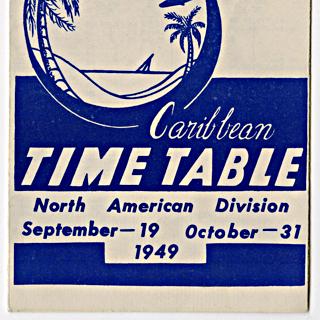 Caribbean
TIME TABLE
North American Division
September—19 October—31
1949